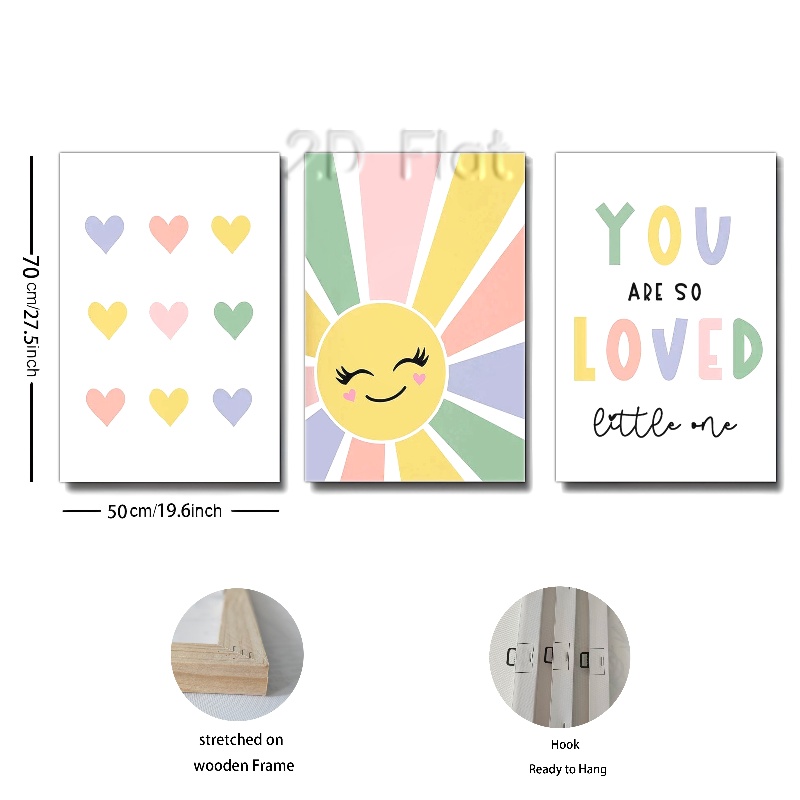 2.D Flat
YOU
ARE SO
LOVED
little one
70 cm/27.5inch
50cm/19.6inch
stretched on
wooden Frame
Hook
Ready to Hang